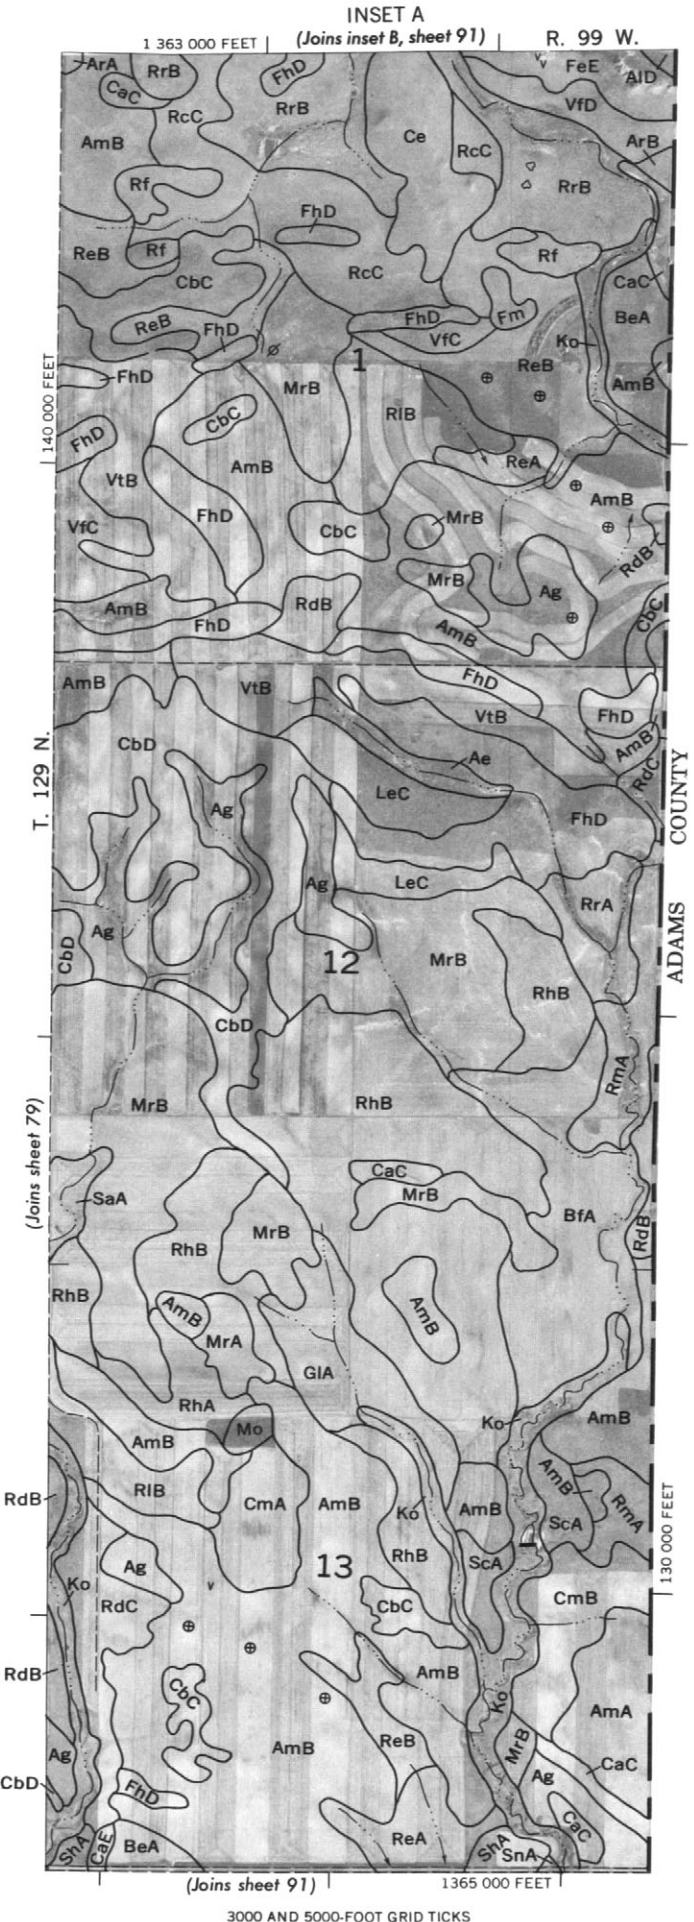 INSET A
1 363 000 FEET
(Joins inset B, sheet 91)
R. 99 W.
ArA
RrB
FhD
FeE
AlD
CaC
VfD
RcC
RrB
Ce
AmB
RcC
ArB
Rf
RrB
FhD
ReB
Rf
Rf
CbC
RcC
CaC
ReB
FhD
FhD
Fm
BeA
VfC
Ko
140 000 FEET
1
ReB
FhD
MrB
AmB
CbC
RlB
FhD
AmB
ReA
VtB
AmB
FhD
MrB
VfC
CbC
RdB
MrB
Ag
AmB
RdB
CbC
FhD
AmB
FhD
AmB
VtB
VtB
FhD
T. 129 N.
CbD
AmB
Ae
RdC
Ag
LeC
FhD
COUNTY
Ag
LeC
RrA
Ag
CbD
12
MrB
ADAMS
RhB
CbD
RmA
MrB
RhB
(Joins sheet 79)
CaC
SaA
MrB
BfA
MrB
RdB
RhB
RhB
AmB
AmB
MrA
GlA
RhA
Ko
AmB
Mo
AmB
RlB
AmB
RdB
CmA
AmB
Ko
AmB
RmA
ScA
130 000 FEET
RhB
ScA
Ag
13
Ko
CmB
RdC
CbC
AmB
RdB
CbC
Ko
AmA
ReB
MrB
AmB
Ag
CaC
Ag
CbD
FhD
CaC
ReA
ShA
CaE
BeA
ShA
SnA
(Joins sheet 91)
1365 000 FEET
3000 AND 5000-FOOT GRID TICKS